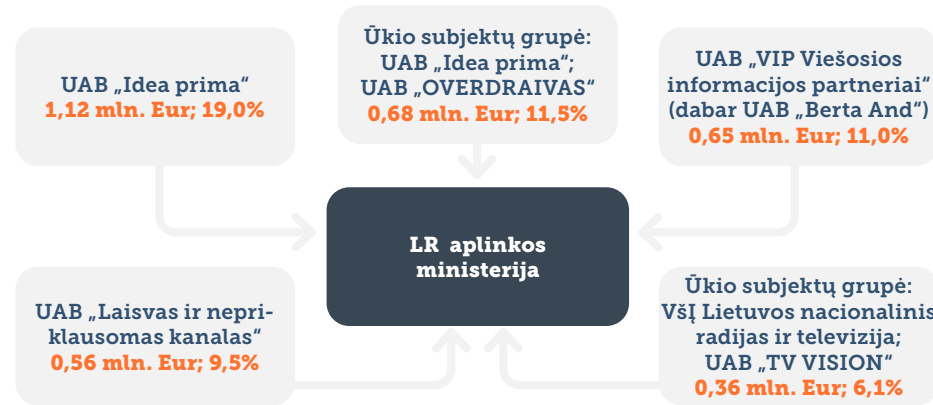 UAB „Idea prima“
1,12 mln. Eur; 19,0%
Ūkio subjektų grupė:
UAB „Idea prima“;
UAB „OVERDRAIVAS“
0,68 mln. Eur; 11,5%
UAB „VIP Viešosios
informacijos partneriai“
(dabar UAB „Berta And“)
0,65 mln. Eur; 11,0%
LR aplinkos
ministerija
UAB „Laisvas ir nepri-
klausomas kanalas“
0,56 mln. Eur; 9,5%
Ūkio subjektų grupė:
VšĮ Lietuvos nacionalinis
radijas ir televizija;
UAB „TV VISION“
0,36 mln. Eur; 6,1%